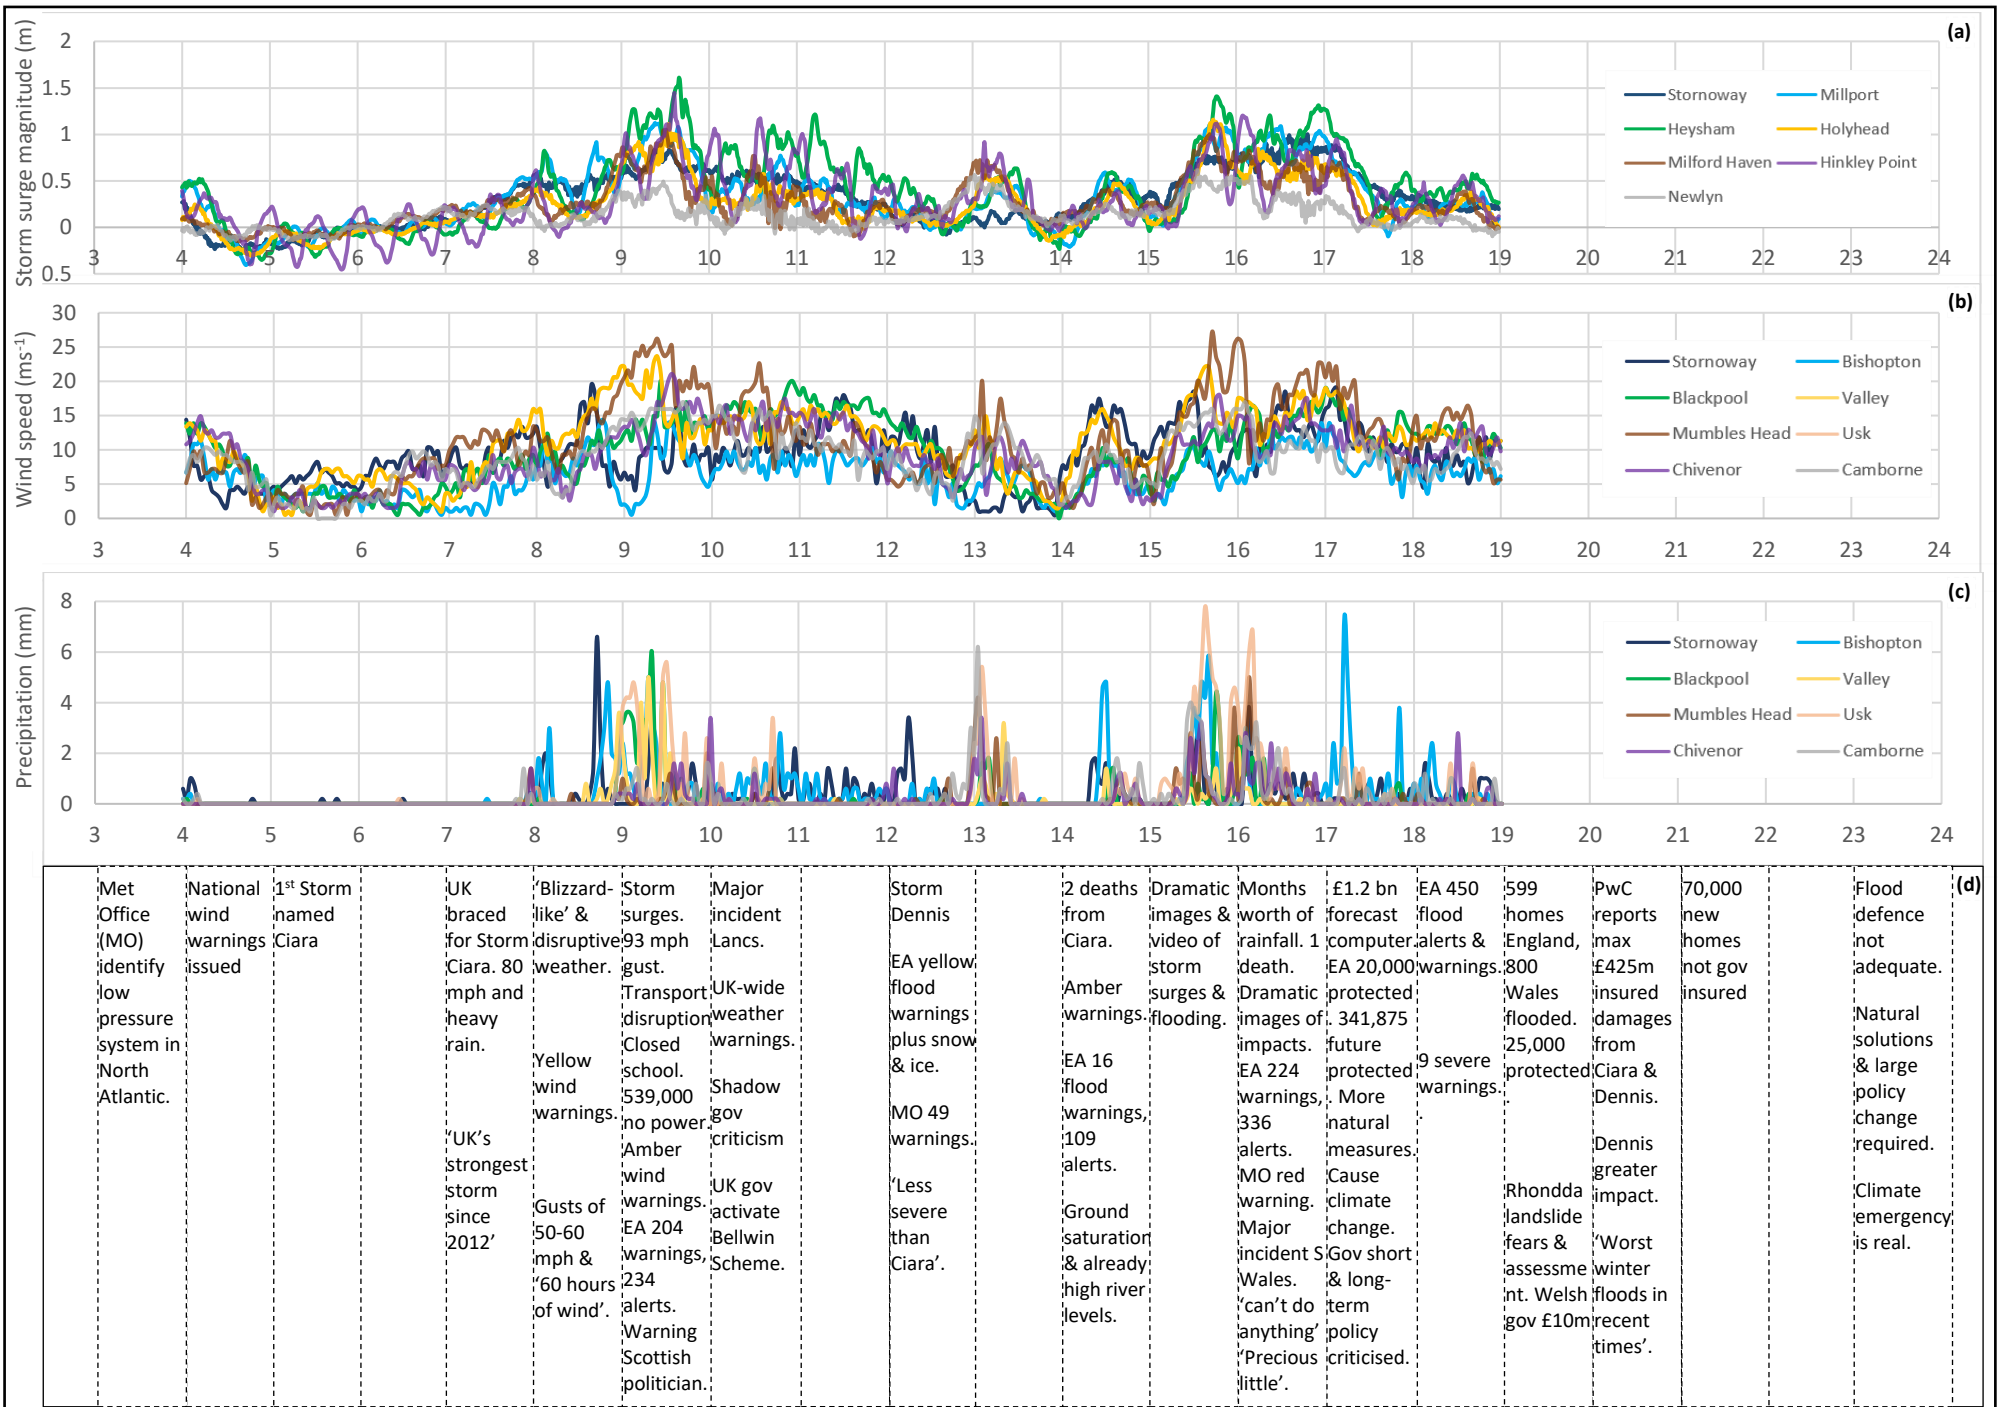 (a)
Storm surge magnitude (m)
2
1.5
1
0.5
0
0.5
3 4 5 6 7 8 9 10 11 12 13 14 15 16 17 18 19 20 21 22 23 24
Stornoway Millport
Heysham Holyhead
Milford Haven Hinkley Point
Newlyn
(b)
Wind speed (ms-1)
30
25
20
15
10
5
0
3 4 5 6 7 8 9 10 11 12 13 14 15 16 17 18 19 20 21 22 23 24
Stornoway Bishopton
Blackpool Valley
Mumbles Head Usk
Chivenor Camborne
(c)
Precipitation (mm)
8
6
4
2
0
3 4 5 6 7 8 9 10 11 12 13 14 15 16 17 18 19 20 21 22 23 24
Stornoway Bishopton
Blackpool Valley
Mumbles Head Usk
Chivenor Camborne
(d)
Met
Office
(MO)
identify
low
pressure
system in
North
Atlantic.
National
wind
warnings
issued
1st Storm
named
Ciara
UK
braced
for Storm
Ciara. 80
mph and
heavy
rain.
‘UK’s
strongest
storm
since
2012’
‘Blizzard-
like’ &
disruptive
weather.
Yellow
wind
warnings.
Gusts of
50-60
mph &
‘60 hours
of wind’.
Storm
surges.
93 mph
gust.
Transport
disruption
Closed
school.
539,000
no power.
Amber
wind
warnings.
EA 204
warnings,
234
alerts.
Warning
Scottish
politician.
Major
incident
Lancs.
UK-wide
weather
warnings.
Shadow
gov
criticism
UK gov
activate
Bellwin
Scheme.
Storm
Dennis
EA yellow
flood
warnings
plus snow
& ice.
MO 49
warnings.
‘Less
severe
than
Ciara’.
2 deaths
from
Ciara.
Amber
warnings.
EA 16
flood
warnings,
109
alerts.
Ground
saturation
& already
high river
levels.
Dramatic
images &
video of
storm
surges &
flooding.
Months
worth of
rainfall. 1
death.
Dramatic
images of
impacts.
EA 224
warnings,
336
alerts.
MO red
warning.
Major
incident S
Wales.
‘can’t do
anything’
‘Precious
little’.
£1.2 bn
forecast
computer.
EA 20,000
protected
. 341,875
future
protected
. More
natural
measures.
Cause
climate
change.
Gov short
& long-
term
policy
criticised.
EA 450
flood
alerts &
warnings.
9 severe
warnings.
.
599
homes
England,
800
Wales
flooded.
25,000
protected
.
Rhondda
landslide
fears &
assessme
nt. Welsh
gov £10m
PwC
reports
max
£425m
insured
damages
from
Ciara &
Dennis.
Dennis
greater
impact.
‘Worst
winter
floods in
recent
times’.
70,000
new
homes
not gov
insured
Flood
defence
not
adequate.
Natural
solutions
& large
policy
change
required.
Climate
emergency
is real.